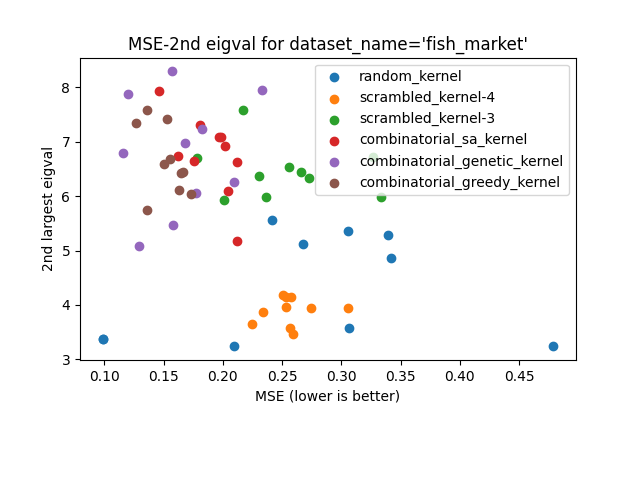 MSE-2nd eigval for dataset_name='fish_market'
random_kernel
scrambled_kernel-4
scrambled_kernel-3
combinatorial_sa_kernel
combinatorial_genetic_kernel
combinatorial_greedy_kernel
2nd largest eigval
8
7
6
5
4
3
0.10 0.15 0.20 0.25 0.30 0.35 0.40 0.45
MSE (lower is better)